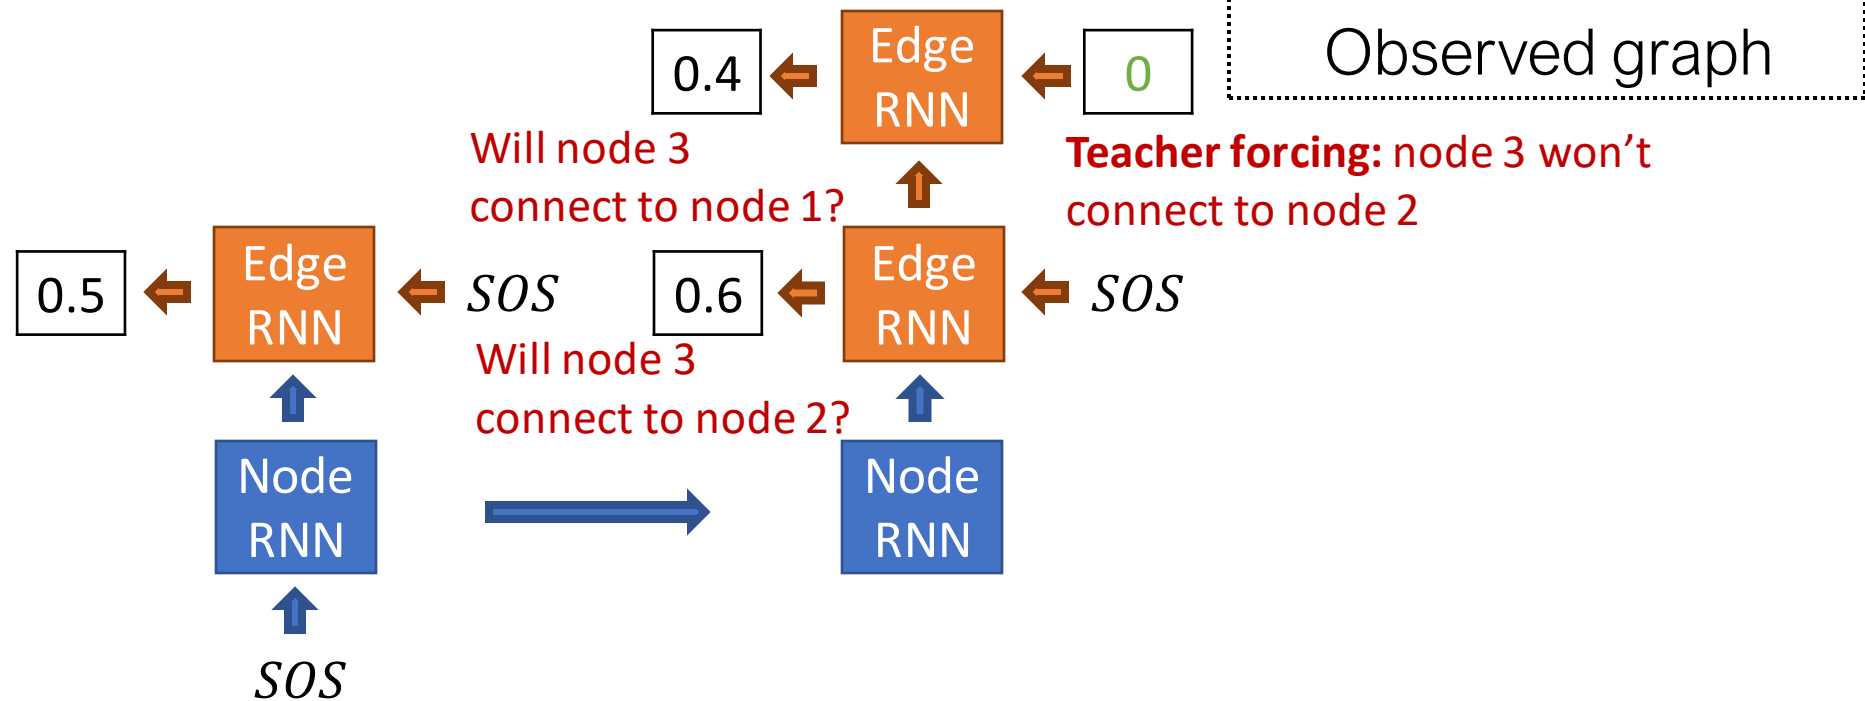 Observed graph
0.4
Edge
RNN
0
Will node 3
connect to node 1?
Teacher forcing: node 3 won't
connect to node 2
0.5
Edge
RNN
SOS
0.6
Edge
RNN
SOS
Will node 3
connect to node 2?
Node
RNN
Node
RNN
SOS